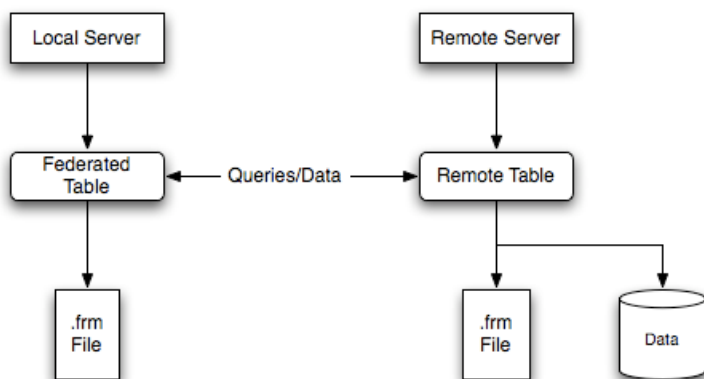 Local Server
Remote Server
Federated
Table
Queries/Data
Remote Table
.frm
File
.frm
File
Data